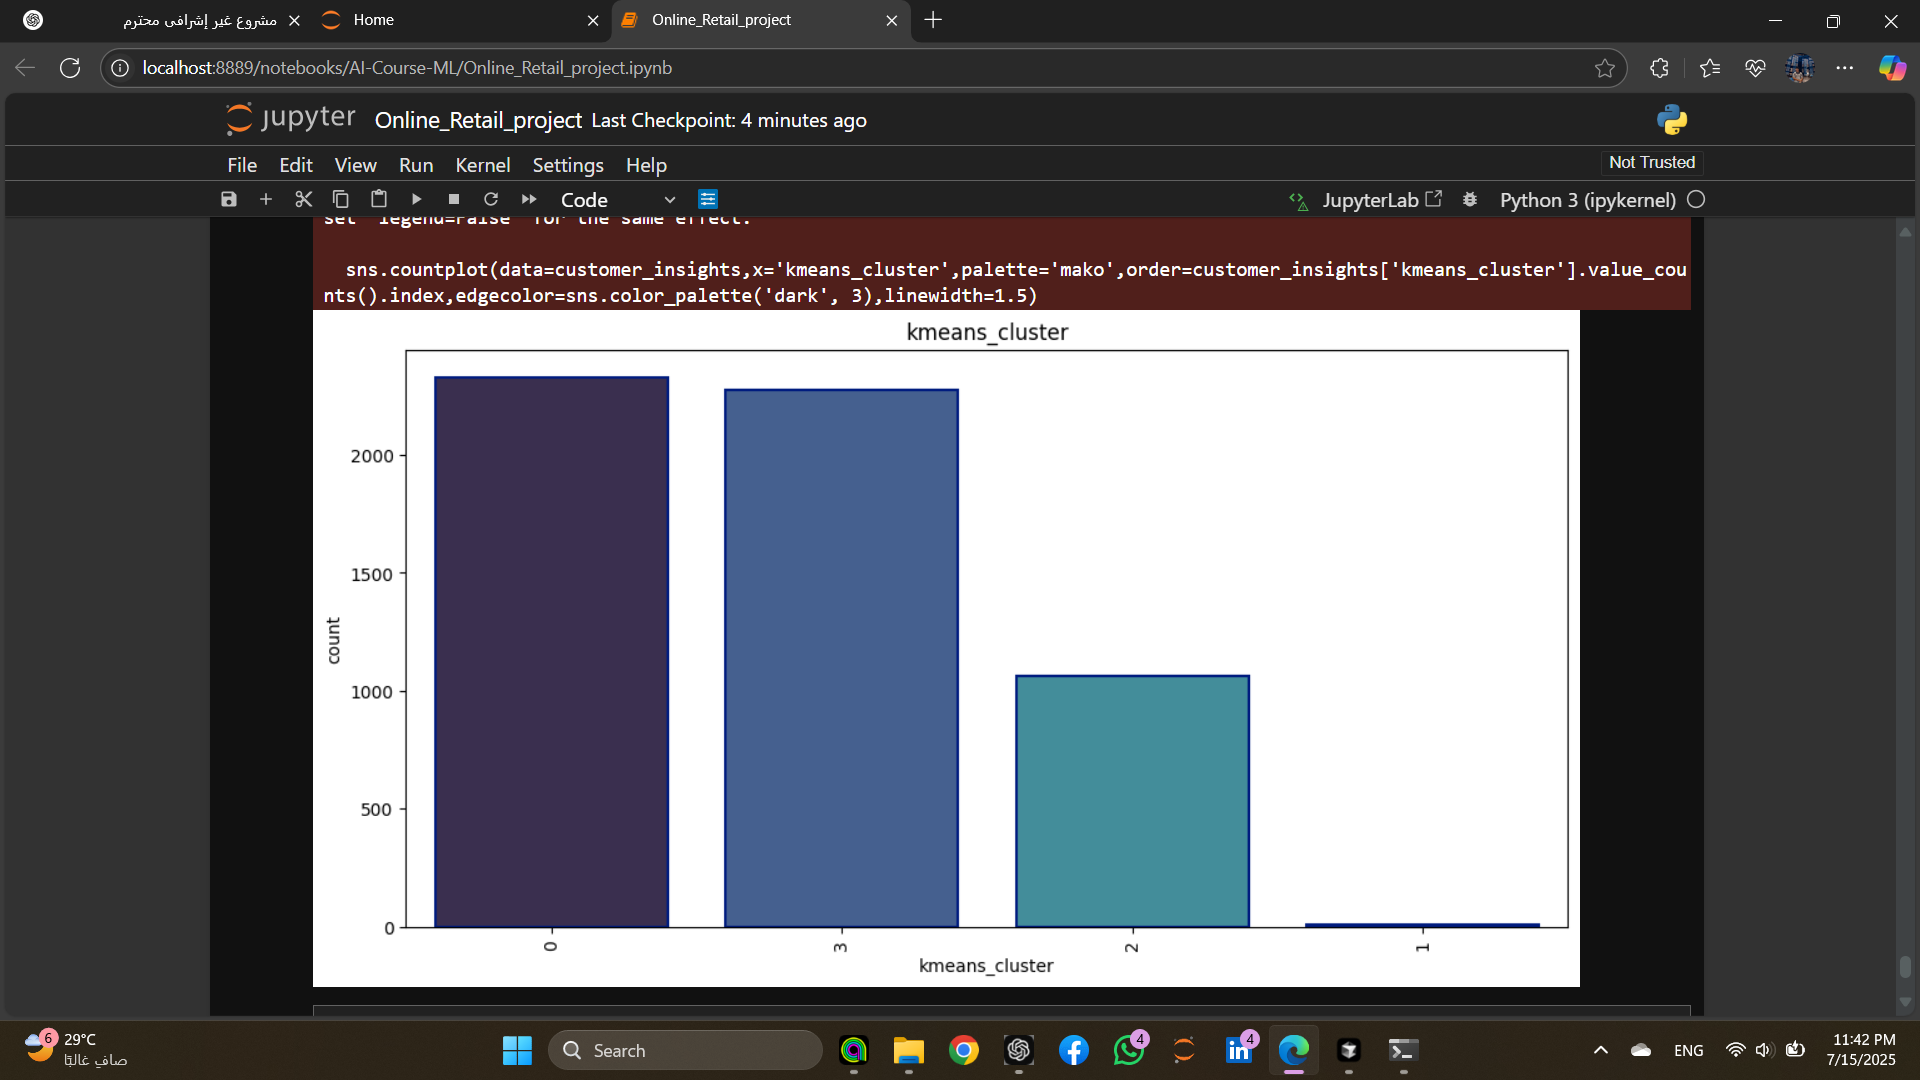 مشروع غير إشرافى محترم
Home
Online_Retail_project
localhost:8889/notebooks/AI-Course-ML/Online_Retail_project.ipynb
jupyter Online_Retail_project Last Checkpoint: 4 minutes ago
File Edit View Run Kernel Settings Help
Not Trusted
Code
JupyterLab
Python 3 (ipykernel)
set `legend=False` for the same effect.
sns.countplot(data=customer_insights,x='kmeans_cluster',palette='mako',order=customer_insights['kmeans_cluster'].value_cou
nts().index,edgecolor=sns.color_palette('dark', 3),linewidth=1.5)
kmeans_cluster
2000
1500
1000
500
0
count
0 3 2 1
kmeans_cluster
6
29°C
صافٍ غالبًا
Search
4
in
4
ENG
11:42 PM
7/15/2025